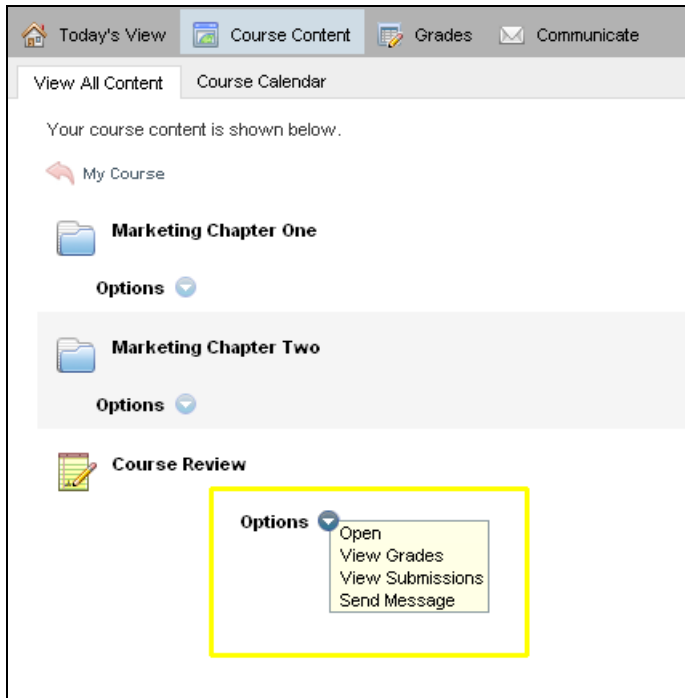 Today's View Course Content Grades Communicate
View All Content Course Calendar
Your course content is shown below.
My Course
Marketing Chapter One
Options
Marketing Chapter Two
Options
Course Review
Options
Open
View Grades
View Submissions
Send Message